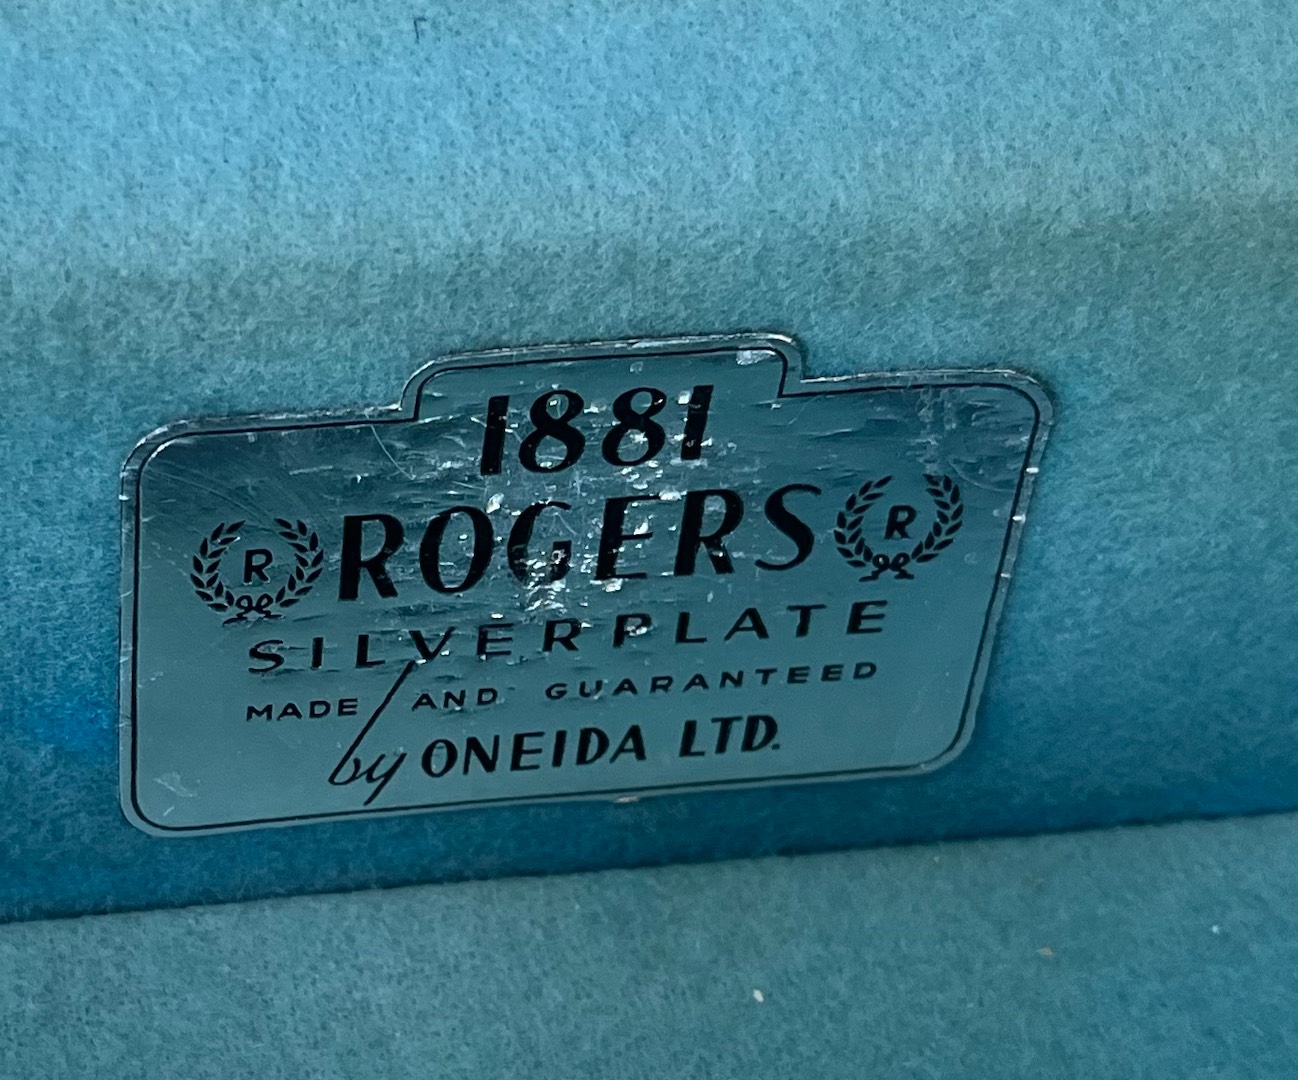 1881
R ROGERS R
SILVERPLATE
MADE AND GUARANTEED
by ONEIDA LTD.